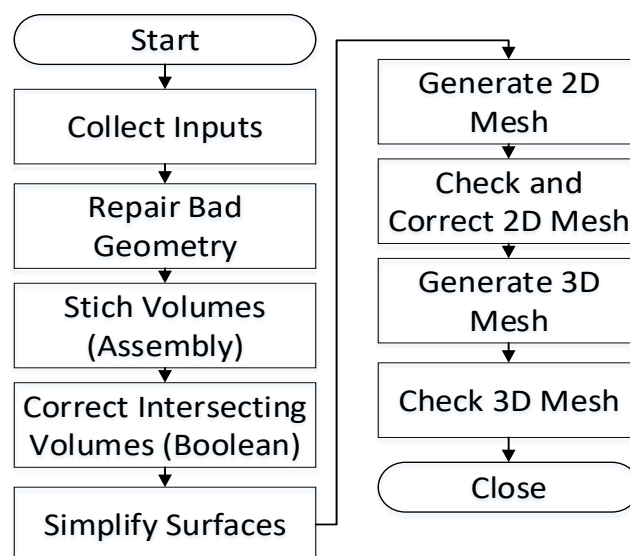 Start
Collect Inputs
Repair Bad
Geometry
Stich Volumes
(Assembly)
Correct Intersecting
Volumes (Boolean)
Simplify Surfaces
Generate 2D
Mesh
Check and
Correct 2D Mesh
Generate 3D
Mesh
Check 3D Mesh
Close